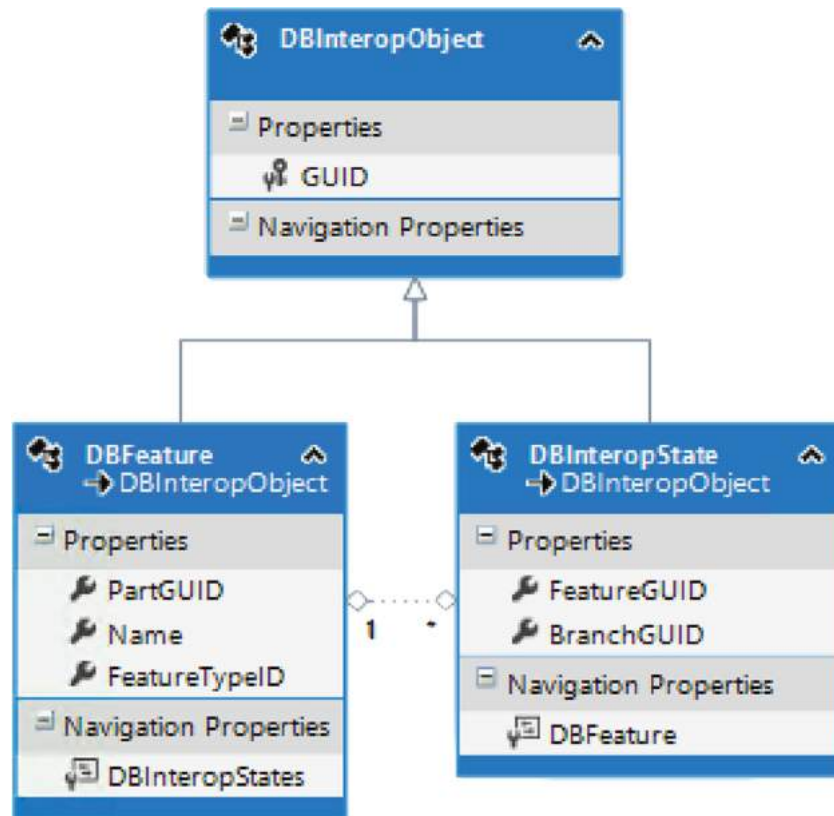 DBInteropObject
Properties
GUID
Navigation Properties
DBFeature
DBInteropObject
Properties
PartGUID
Name
FeatureTypeID
Navigation Properties
DBInteropStates
1 *
DBInteropState
DBInteropObject
Properties
FeatureGUID
BranchGUID
Navigation Properties
DBFeature